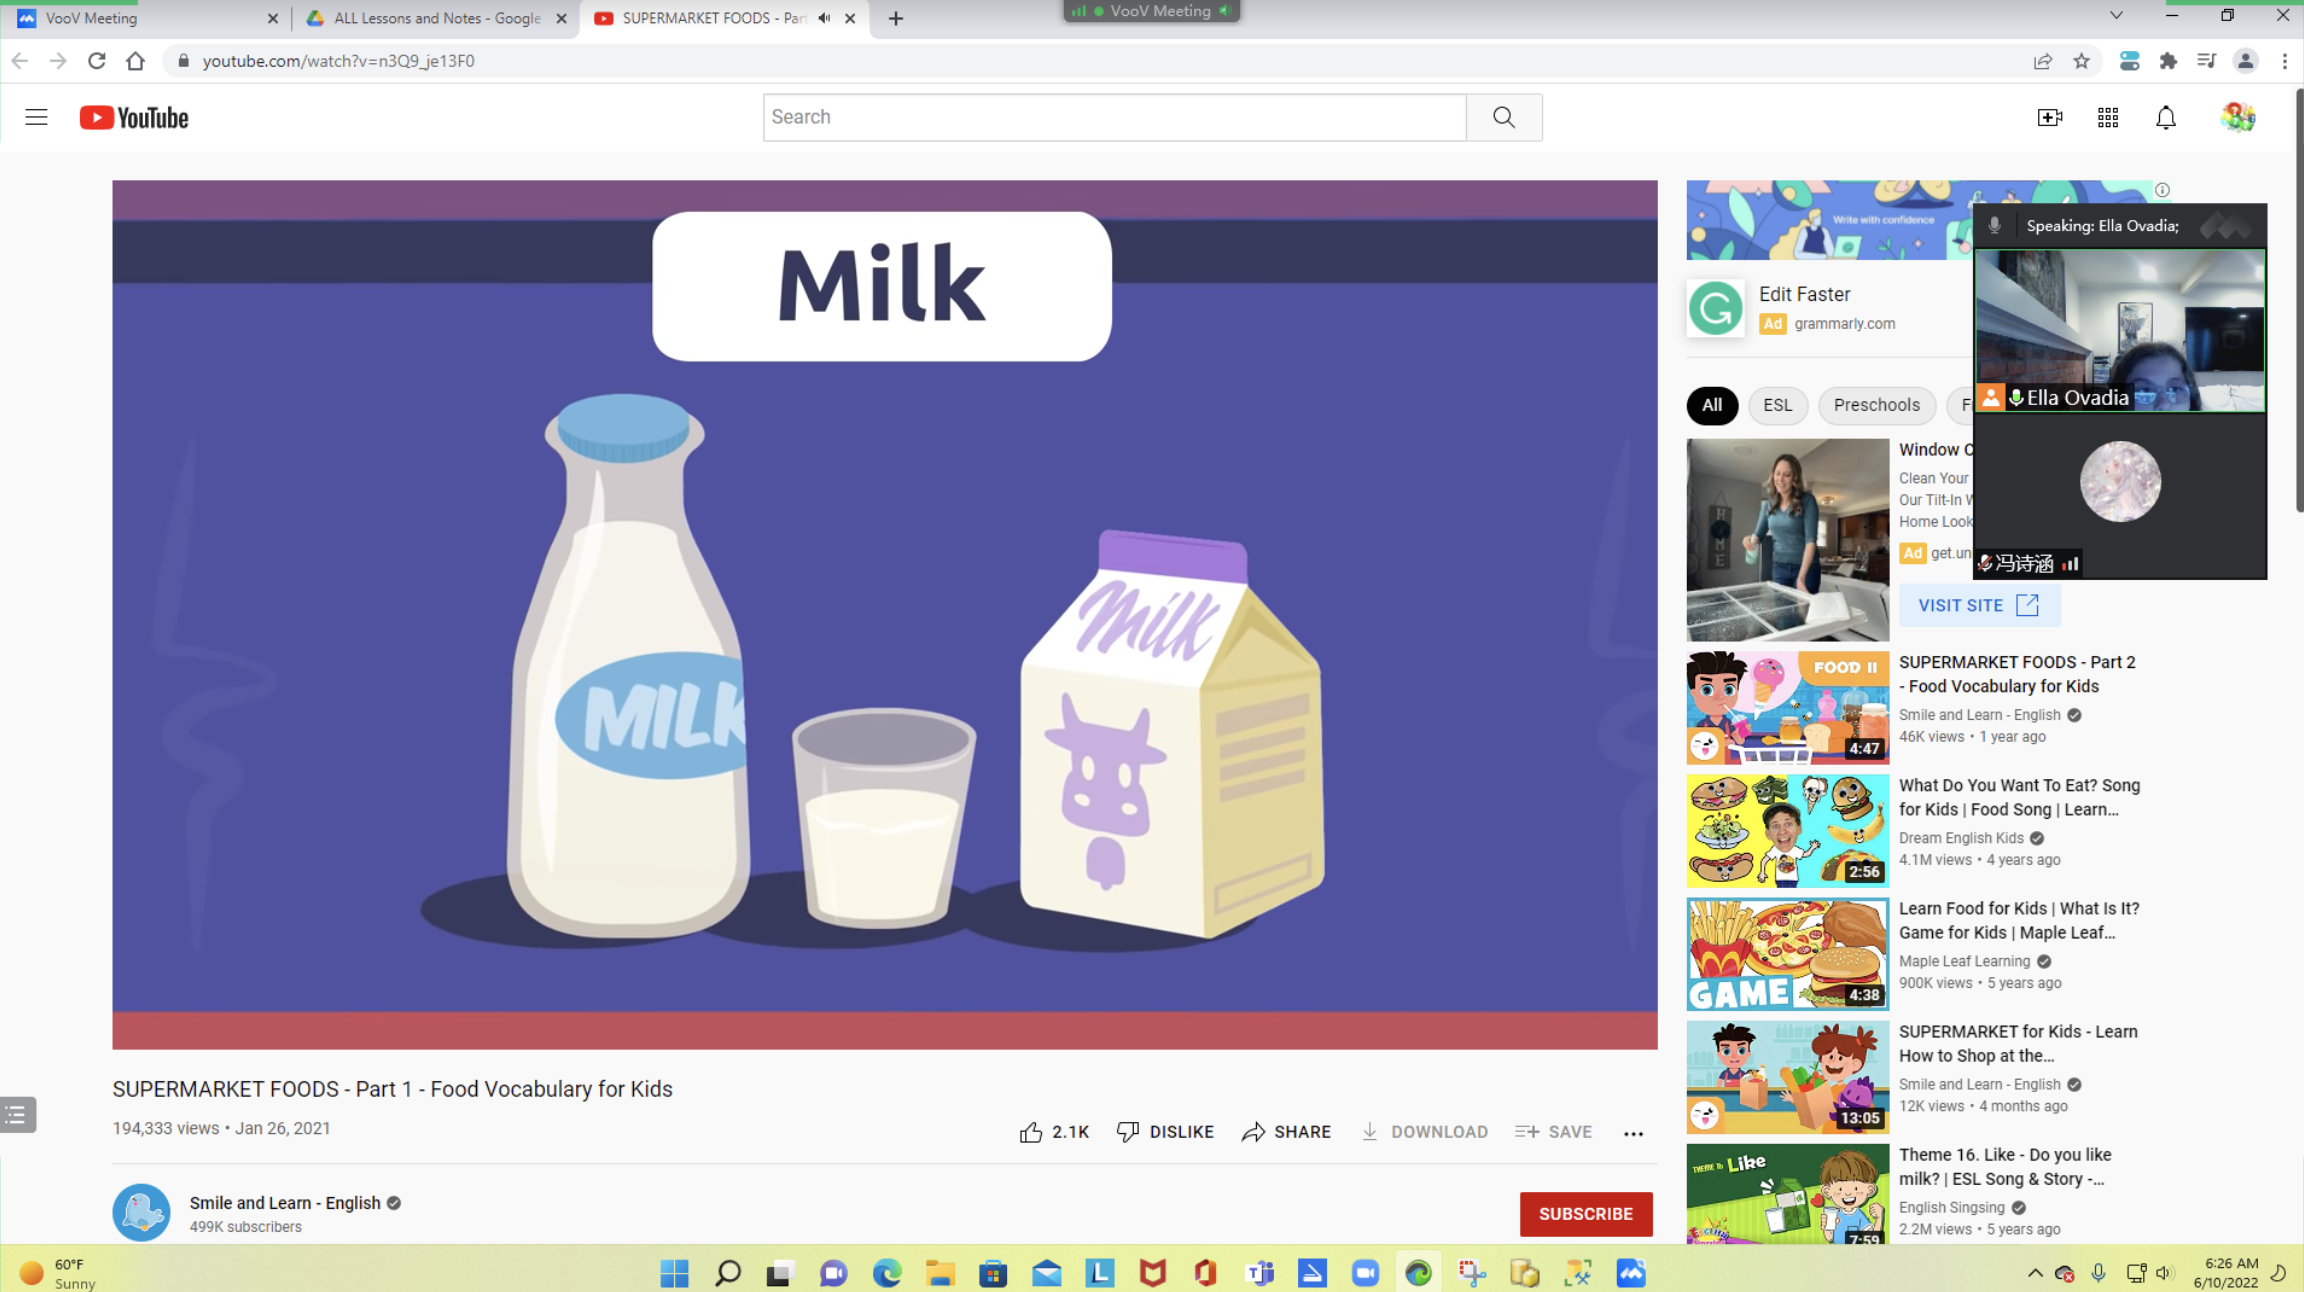 VooV Meeting
ALL Lessons and Notes - Google
SUPERMARKET FOODS - Par
VooV Meeting
youtube.com/watch?v=n3Q9_je13F0
YouTube
Search
Milk
MILK
Milk
Write with confidence
Speaking: Ella Ovadia;
Edit Faster
Ad grammarly.com
Ella Ovadia
All
ESL
Preschools
F
Window C
Clean Your
Our Tilt-In W
Home Look
Ad get.un
HOME
冯诗涵
VISIT SITE
FOOD II
4:47
SUPERMARKET FOODS - Part 2
- Food Vocabulary for Kids
Smile and Learn - English
46K views • 1 year ago
2:56
What Do You Want To Eat? Song
for Kids | Food Song | Learn...
Dream English Kids
4.1M views • 4 years ago
GAME
4:38
Learn Food for Kids | What Is It?
Game for Kids | Maple Leaf...
Maple Leaf Learning
900K views • 5 years ago
13:05
SUPERMARKET for Kids - Learn
How to Shop at the...
Smile and Learn - English
12K views • 4 months ago
THEME 16 Like
7:59
Theme 16. Like - Do you like
milk? | ESL Song & Story -...
English Singsing
2.2M views • 5 years ago
SUPERMARKET FOODS - Part 1 - Food Vocabulary for Kids
194,333 views • Jan 26, 2021
2.1K
DISLIKE
SHARE
DOWNLOAD
SAVE
Smile and Learn - English
499K subscribers
SUBSCRIBE
60°F
Sunny
6:26 AM
6/10/2022